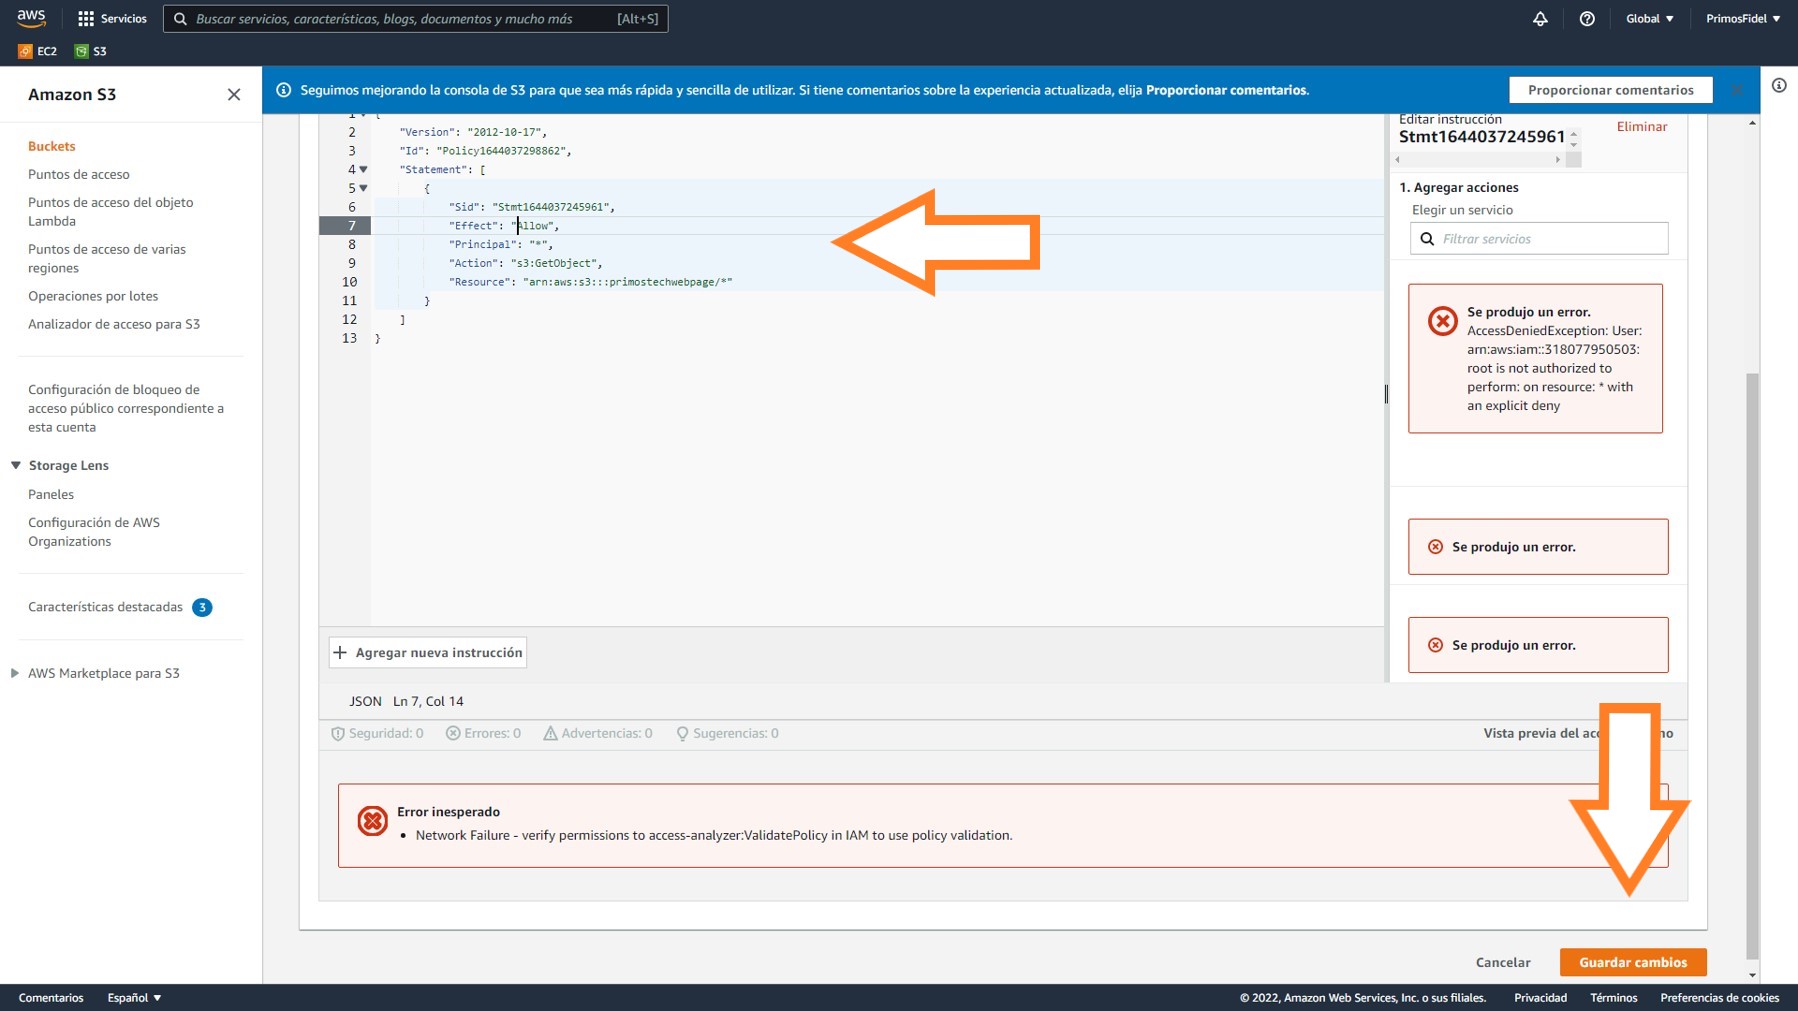 aws
Servicios
Buscar servicios, características, blogs, documentos y mucho más
[Alt+S]
Global
PrimosFidel
EC2
S3
Amazon S3
Buckets
Puntos de acceso
Puntos de acceso del objeto
Lambda
Puntos de acceso de varias
regiones
Operaciones por lotes
Analizador de acceso para S3
Configuración de bloqueo de
acceso público correspondiente a
esta cuenta
Storage Lens
Paneles
Configuración de AWS
Organizations
Características destacadas 3
AWS Marketplace para S3
Seguimos mejorando la consola de S3 para que sea más rápida y sencilla de utilizar. Si tiene comentarios sobre la experiencia actualizada, elija Proporcionar comentarios.
Proporcionar comentarios
1 {
2 "Version": "2012-10-17",
3 "Id": "Policy1644037298862",
4 "Statement": [
5 {
6 "Sid": "Stmt1644037245961",
7 "Effect": "Allow",
8 "Principal": "*",
9 "Action": "s3:GetObject",
10 "Resource": "arn:aws:s3:::primostechwebpage/*"
11 }
12 ]
13 }
Agregar nueva instrucción
JSON Ln 7, Col 14
Seguridad: 0 Errores: 0 Advertencias: 0 Sugerencias: 0
Editar instrucción
Stmt1644037245961
Eliminar
1. Agregar acciones
Elegir un servicio
Filtrar servicios
Se produjo un error.
AccessDeniedException: User:
arn:aws:iam::318077950503:
root is not authorized to
perform: on resource: * with
an explicit deny
Se produjo un error.
Se produjo un error.
Vista previa del
Error inesperado
• Network Failure - verify permissions to access-analyzer:ValidatePolicy in IAM to use policy validation.
Cancelar
Guardar cambios
Comentarios
Español
© 2022, Amazon Web Services, Inc. o sus filiales.
Privacidad
Términos
Preferencias de cookies